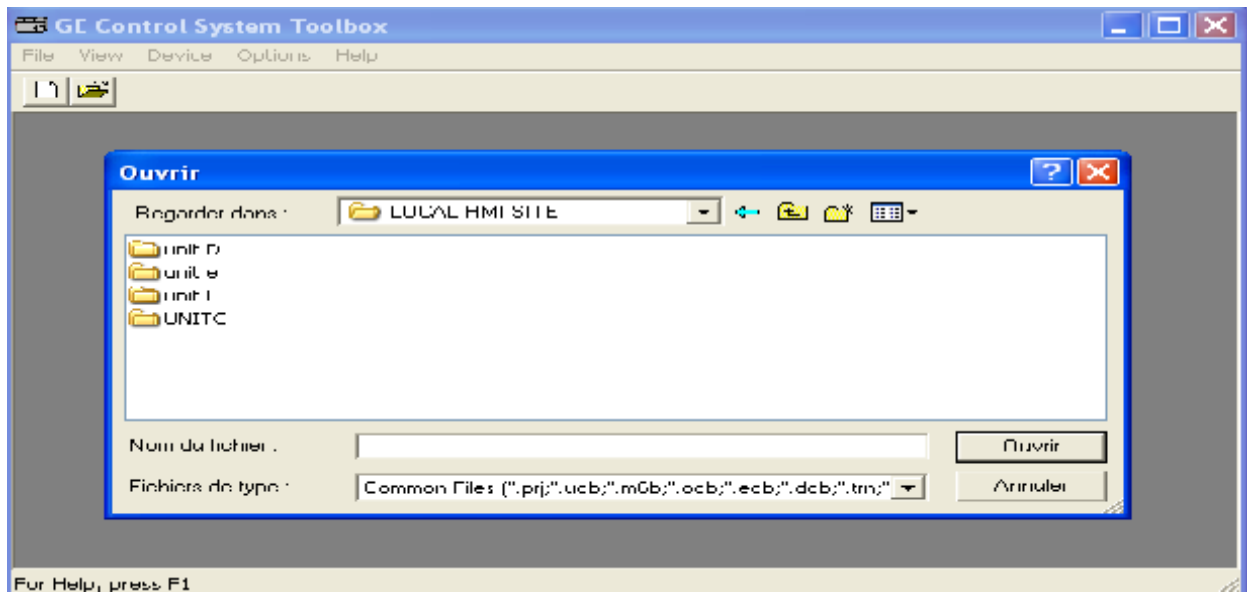 GE Control System Toolbox
File View Device Options Help
Ouvrir
Regarder dans :
LOCAL HMI SITE
unit D
unit e
unit
UNITC
Nom du fichier :
Ouvrir
Fichiers de type :
Common Files (*.prj;*.ucb;*.m6b;*.ocb;*.ecb;*.dcb;*.trn;*
Annuler
For Help, press F1